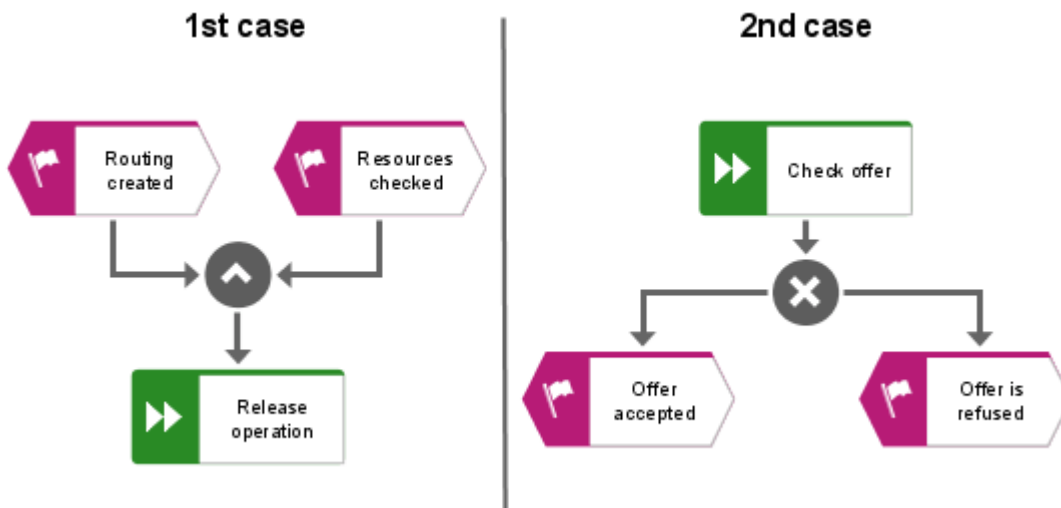 1st case
2nd case
Routing
created
Resources
checked
Check offer
Release
operation
Offer
accepted
Offer is
refused